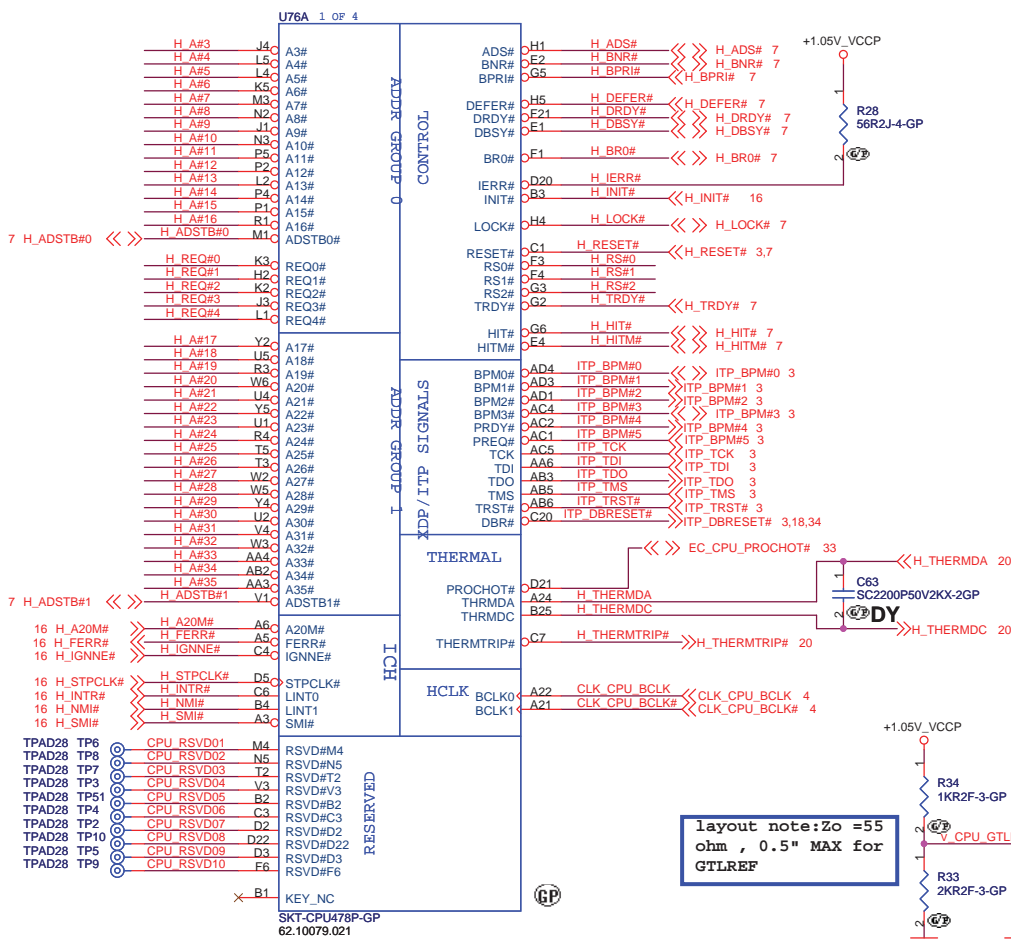 U76A 1 OF 4
H_A#3 J4 A3#
H_A#4 L5 A4#
H_A#5 L4 A5#
H_A#6 K5 A6#
H_A#7 M3 A7#
H_A#8 N2 A8#
H_A#9 J1 A9#
H_A#10 N3 A10#
H_A#11 P5 A11#
H_A#12 P2 A12#
H_A#13 L2 A13#
H_A#14 P4 A14#
H_A#15 P1 A15#
H_A#16 R1 A16#
7 H_ADSTB#0 H_ADSTB#0 M1 ADSTB0#
H_REQ#0 K3 REQ0#
H_REQ#1 H2 REQ1#
H_REQ#2 K2 REQ2#
H_REQ#3 J3 REQ3#
H_REQ#4 L1 REQ4#
ADDR GROUP 0
H_A#17 Y2 A17#
H_A#18 U5 A18#
H_A#19 R3 A19#
H_A#20 W6 A20#
H_A#21 U4 A21#
H_A#22 Y5 A22#
H_A#23 U1 A23#
H_A#24 R4 A24#
H_A#25 T5 A25#
H_A#26 T3 A26#
H_A#27 W2 A27#
H_A#28 W5 A28#
H_A#29 Y4 A29#
H_A#30 U2 A30#
H_A#31 V4 A31#
H_A#32 W3 A32#
H_A#33 AA4 A33#
H_A#34 AB2 A34#
H_A#35 AA3 A35#
7 H_ADSTB#1 H_ADSTB#1 V1 ADSTB1#
ADDR GROUP 1
16 H_A20M# H_A20M# A6 A20M#
16 H_FERR# H_FERR# A5 FERR#
16 H_IGNNE# H_IGNNE# C4 IGNNE#
16 H_STPCLK# H_STPCLK# D5 STPCLK#
16 H_INTR# H_INTR# C6 LINT0
16 H_NMI# H_NMI# B4 LINT1
16 H_SMI# H_SMI# A3 SMI#
ICH
TPAD28 TP6 CPU_RSVD01 M4 RSVD#M4
TPAD28 TP8 CPU_RSVD02 N5 RSVD#N5
TPAD28 TP7 CPU_RSVD03 T2 RSVD#T2
TPAD28 TP3 CPU_RSVD04 V3 RSVD#V3
TPAD28 TP51 CPU_RSVD05 B2 RSVD#B2
TPAD28 TP4 CPU_RSVD06 C3 RSVD#C3
TPAD28 TP2 CPU_RSVD07 D2 RSVD#D2
TPAD28 TP10 CPU_RSVD08 D22 RSVD#D22
TPAD28 TP5 CPU_RSVD09 D3 RSVD#D3
TPAD28 TP9 CPU_RSVD10 F6 RSVD#F6
RESERVED
B1 KEY_NC
SKT-CPU478P-GP
62.10079.021
GP
CONTROL
ADS# H1 H_ADS# H_ADS# 7
BNR# E2 H_BNR# H_BNR# 7
BPRI# G5 H_BPRI# H_BPRI# 7
DEFER# H5 H_DEFER# H_DEFER# 7
DRDY# F21 H_DRDY# H_DRDY# 7
DBSY# E1 H_DBSY# H_DBSY# 7
BR0# F1 H_BR0# H_BR0# 7
IERR# D20 H_IERR#
INIT# B3 H_INIT# H_INIT# 16
LOCK# H4 H_LOCK# H_LOCK# 7
RESET# C1 H_RESET# H_RESET# 3,7
RS0# F3 H_RS#0
RS1# F4 H_RS#1
RS2# G3 H_RS#2
TRDY# G2 H_TRDY# H_TRDY# 7
HIT# G6 H_HIT# H_HIT# 7
HITM# E4 H_HITM# H_HITM# 7
XDP/ITP SIGNALS
BPM0# AD4 ITP_BPM#0 ITP_BPM#0 3
BPM1# AD3 ITP_BPM#1 ITP_BPM#1 3
BPM2# AD1 ITP_BPM#2 ITP_BPM#2 3
BPM3# AC4 ITP_BPM#3 ITP_BPM#3 3
PRDY# AC2 ITP_BPM#4 ITP_BPM#4 3
PREQ# AC1 ITP_BPM#5 ITP_BPM#5 3
TCK AC5 ITP_TCK ITP_TCK 3
TDI AA6 ITP_TDI ITP_TDI 3
TDO AB3 ITP_TDO ITP_TDO 3
TMS AB5 ITP_TMS ITP_TMS 3
TRST# AB6 ITP_TRST# ITP_TRST# 3
DBR# C20 ITP_DBRESET# ITP_DBRESET# 3,18,34
THERMAL
EC_CPU_PROCHOT# 33
PROCHOT# D21
THRMDA A24 H_THERMDA H_THERMDA 20
THRMDC B25 H_THERMDC H_THERMDC 20
THERMTRIP# C7 H_THERMTRIP# H_THERMTRIP# 20
HCLK
BCLK0 A22 CLK_CPU_BCLK CLK_CPU_BCLK 4
BCLK1 A21 CLK_CPU_BCLK# CLK_CPU_BCLK# 4
+1.05V_VCCP
1
R28
56R2J-4-GP
2 G/P
1
C63
SC2200P50V2KX-2GP
2 G/P DY
+1.05V_VCCP
1
R34
1KR2F-3-GP
2 G/P
V_CPU_GTL
1
R33
2KR2F-3-GP
2 G/P
layout note:Zo =55
ohm , 0.5" MAX for
GTLREF